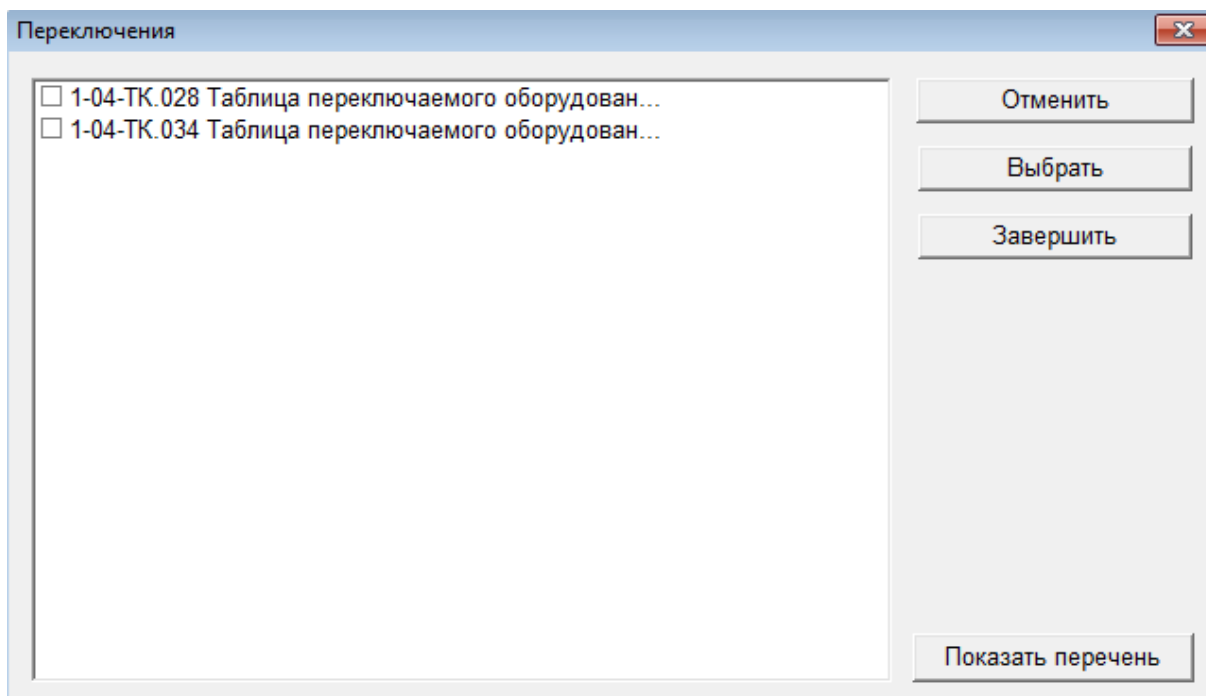 Переключения
1-04-ТК.028 Таблица переключаемого оборудован...
1-04-ТК.034 Таблица переключаемого оборудован...
Отменить
Выбрать
Завершить
Показать перечень